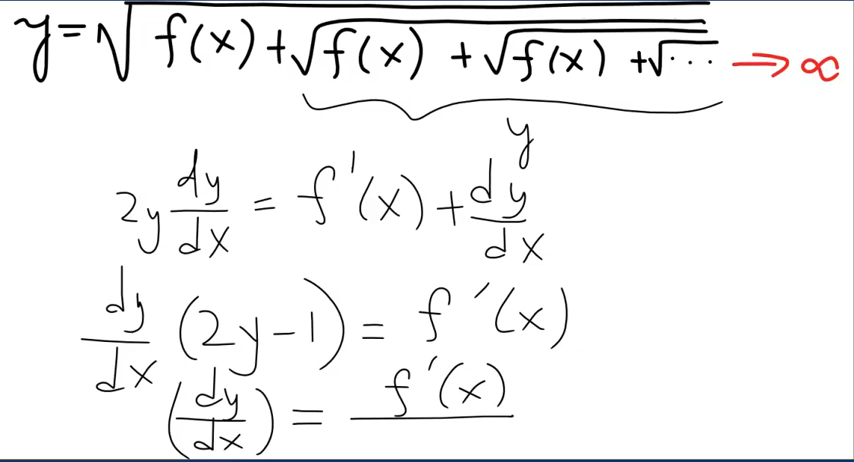 y=√f(x)+√f(x)+√f(x)+√··· → ∞
y
2y dy/dx = f'(x)+dy/dx
dy/dx (2y-1) = f'(x)
(dy/dx) = f'(x)